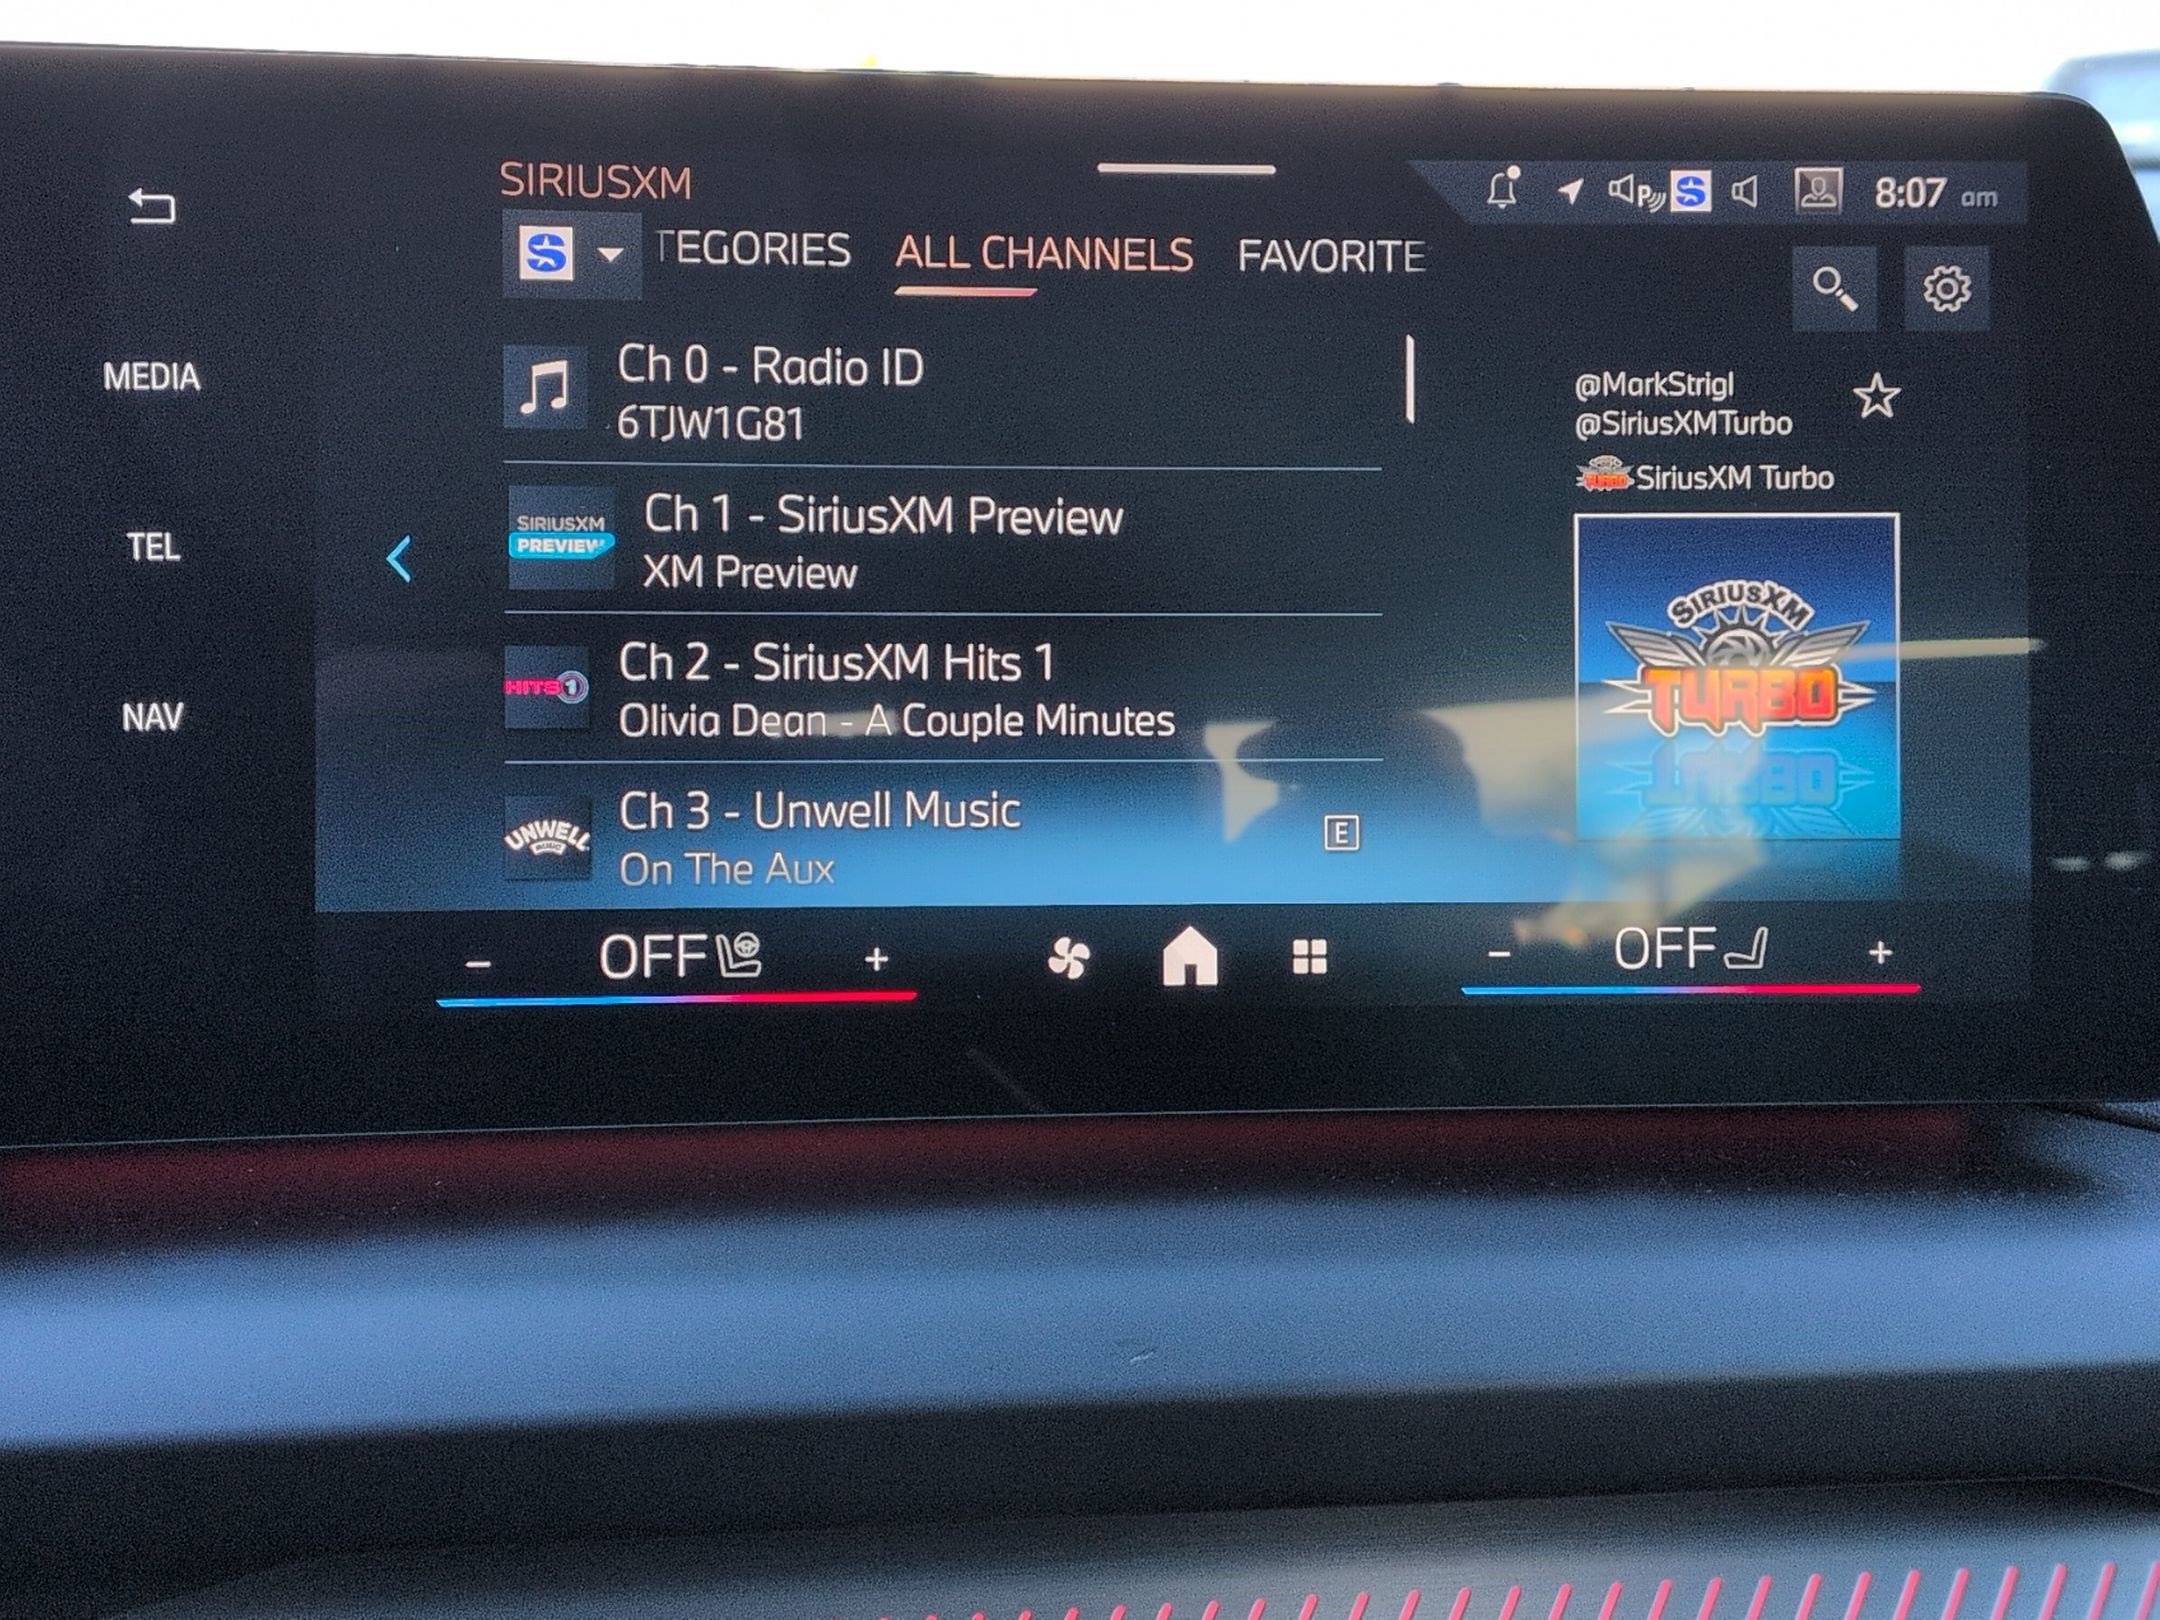 SIRIUSXM
8:07 am
TEGORIES ALL CHANNELS FAVORITE
MEDIA
TEL
NAV
Ch 0 - Radio ID
6TJW1G81
SIRIUSXM
PREVIEW
Ch 1 - SiriusXM Preview
XM Preview
HITS 1
Ch 2 - SiriusXM Hits 1
Olivia Dean - A Couple Minutes
UNWELL
MUSIC
Ch 3 - Unwell Music
E
On The Aux
@MarkStrigl
@SiriusXMTurbo
TURBO
SiriusXM Turbo
SIRIUSXM
TURBO
- OFF +
- OFF +